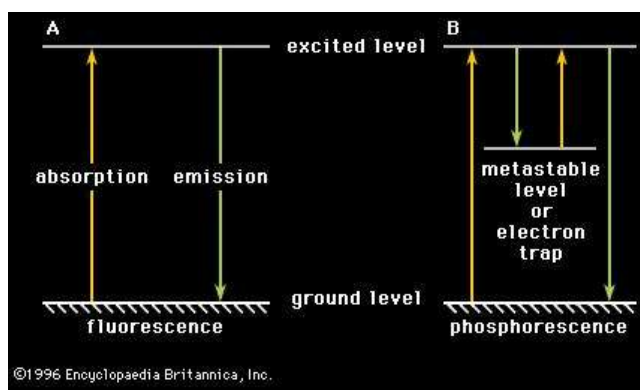 A
excited level
B
absorption
emission
metastable
level
or
electron
trap
ground level
fluorescence
phosphorescence
©1996 Encyclopaedia Britannica, Inc.